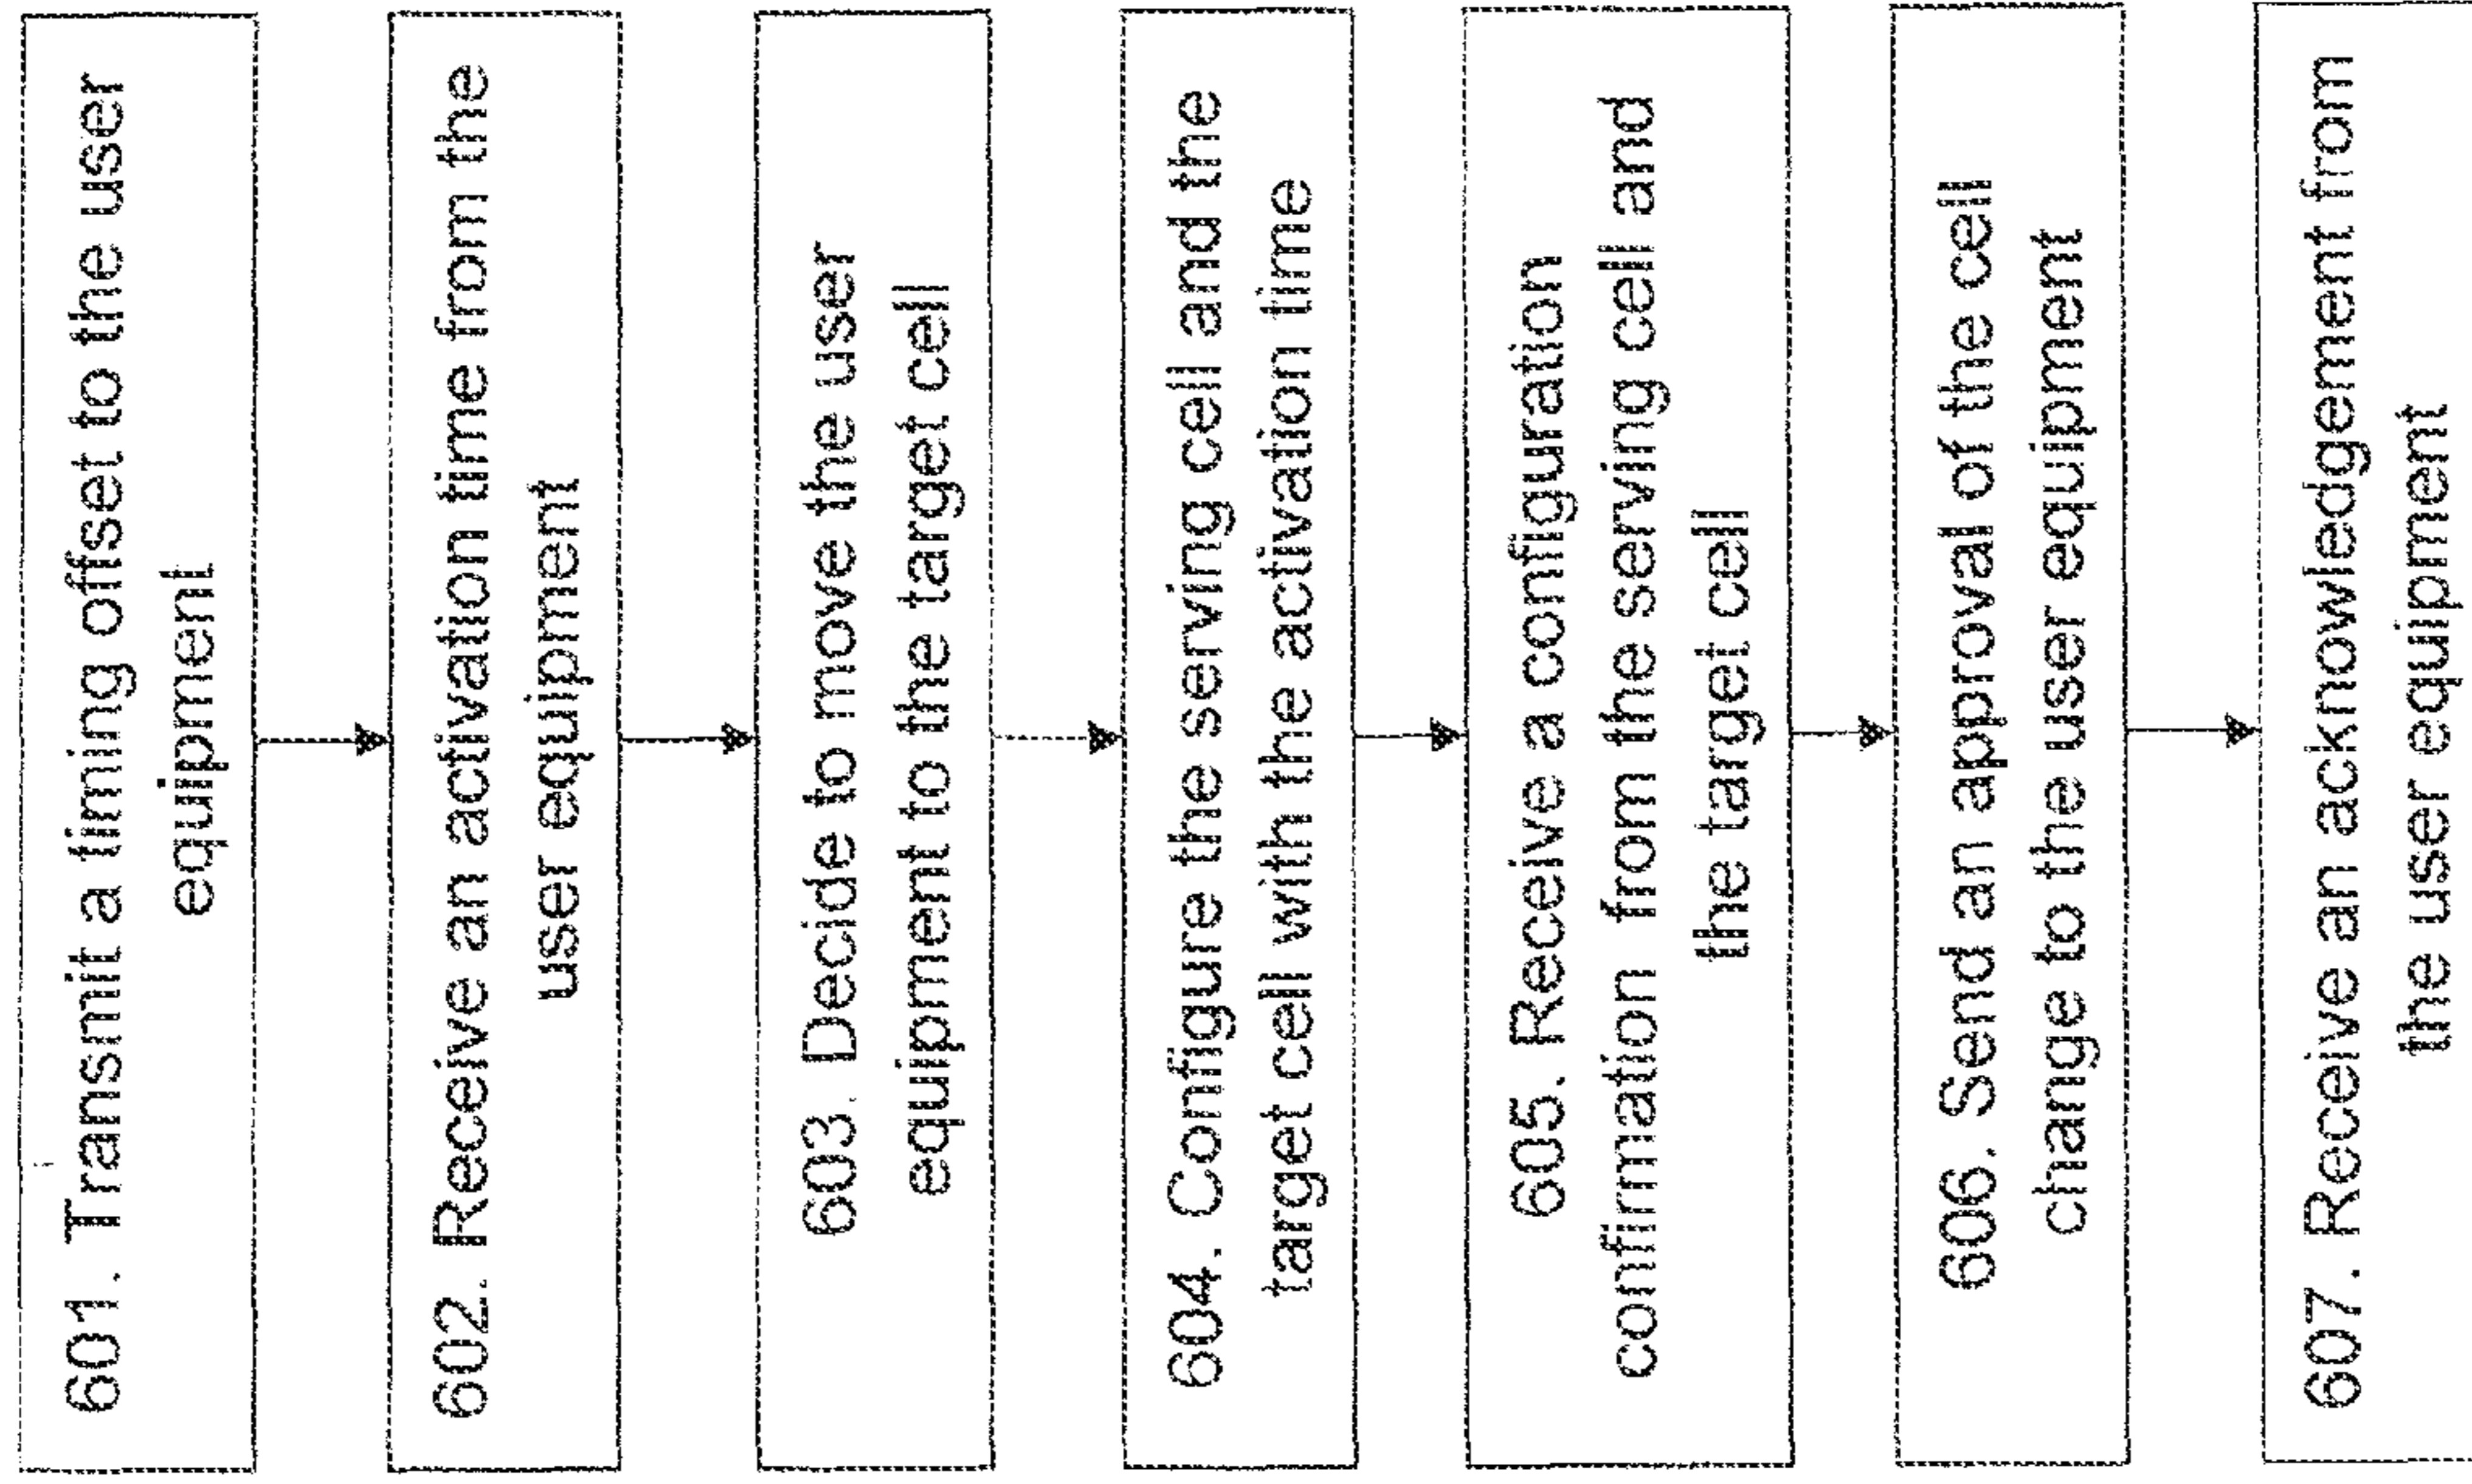 601. Transmit a timing offset to the user
equipment
602. Receive an activation time from the
user equipment
603. Decide to move the user
equipment to the target cell
604. Configure the serving cell and the
target cell with the activation time
605. Receive a configuration
confirmation from the serving cell and
the target cell
606. Send an approval of the cell
change to the user equipment
607. Receive an acknowledgement from
the user equipment